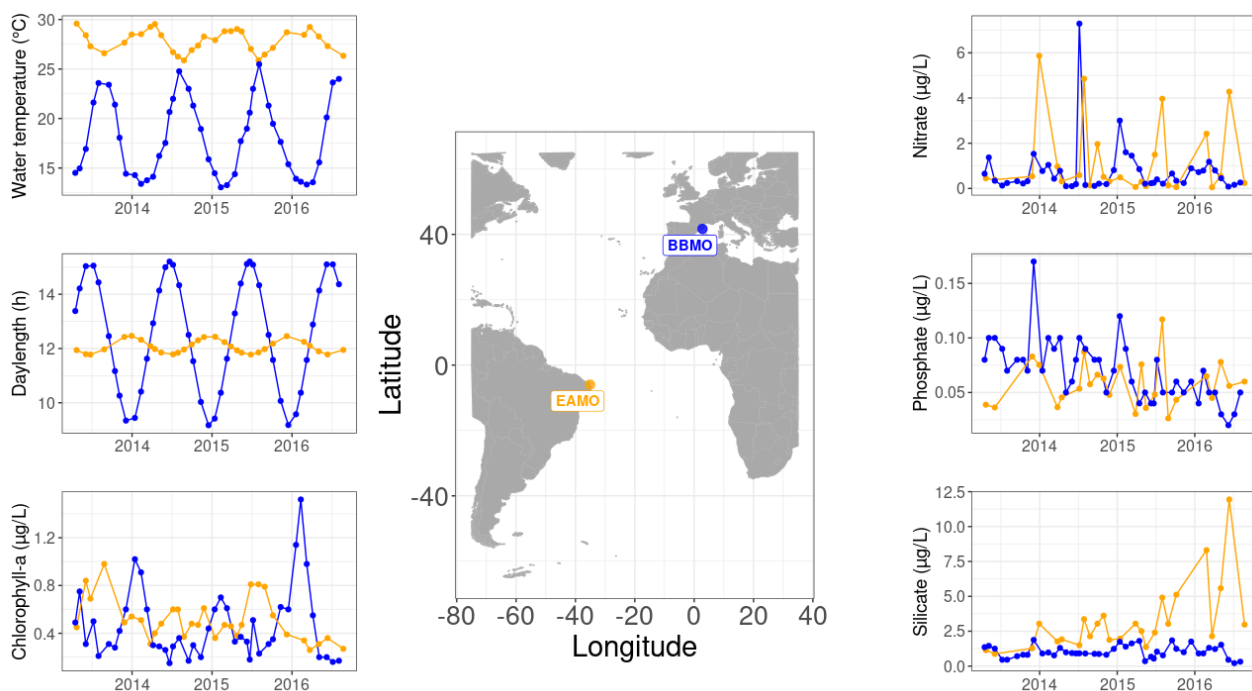 Water temperature (ºC)
30
25
20
15
2014 2015 2016
Daylength (h)
14
12
10
2014 2015 2016
Chlorophyll-a (µg/L)
1.2
0.8
0.4
2014 2015 2016
Latitude
40
0
-40
BBMO
EAMO
-80 -60 -40 -20 0 20 40
Longitude
Nitrate (µg/L)
6
4
2
0
2014 2015 2016
Phosphate (µg/L)
0.15
0.10
0.05
2014 2015 2016
Silicate (µg/L)
12.5
10.0
7.5
5.0
2.5
0.0
2014 2015 2016